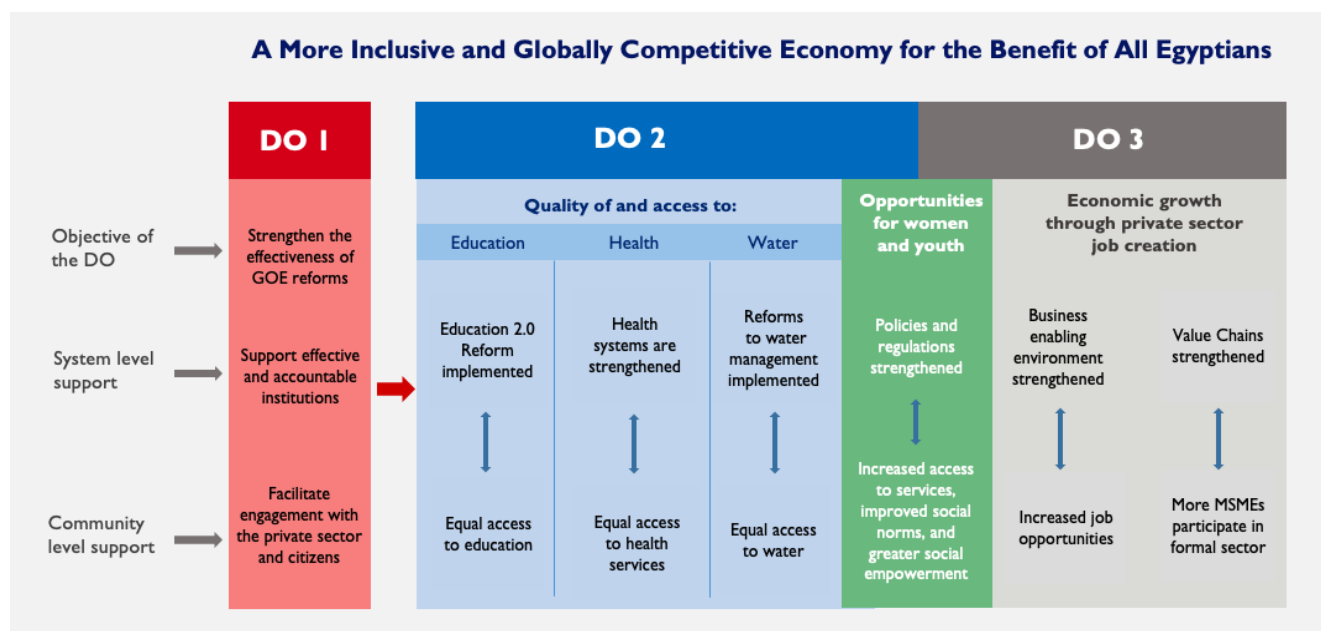 A More Inclusive and Globally Competitive Economy for the Benefit of All Egyptians
DO 1
DO 2
DO 3
Objective of
the DO
Strengthen the
effectiveness of
GOE reforms
Quality of and access to:
Education
Health
Water
Opportunities
for women
and youth
Economic growth
through private sector
job creation
System level
support
Support effective
and accountable
institutions
Education 2.0
Reform
implemented
Health
systems are
strengthened
Reforms
to water
management
implemented
Policies and
regulations
strengthened
Business
enabling
environment
strengthened
Value Chains
strengthened
Community
level support
Facilitate
engagement with
the private sector
and citizens
Equal access
to education
Equal access
to health
services
Equal access
to water
Increased access
to services,
improved social
norms, and
greater social
empowerment
Increased job
opportunities
More MSMEs
participate in
formal sector